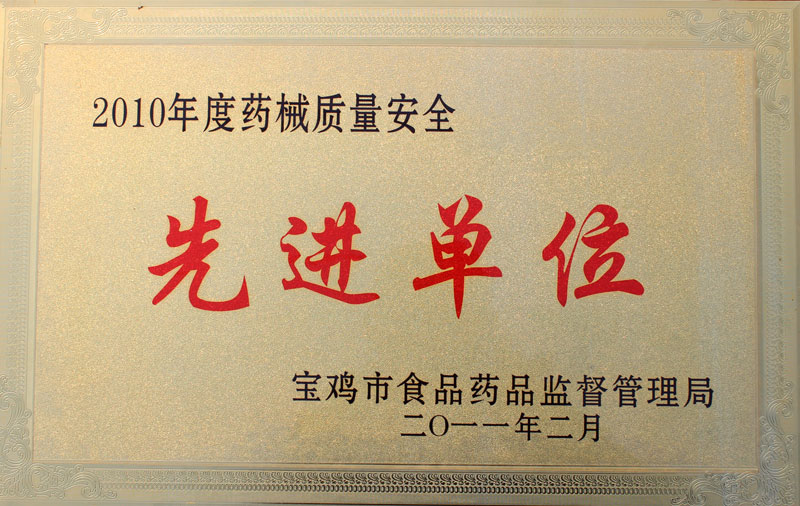 2010年度药械质量安全
先进单位
宝鸡市食品药品监督管理局
二〇一一年二月